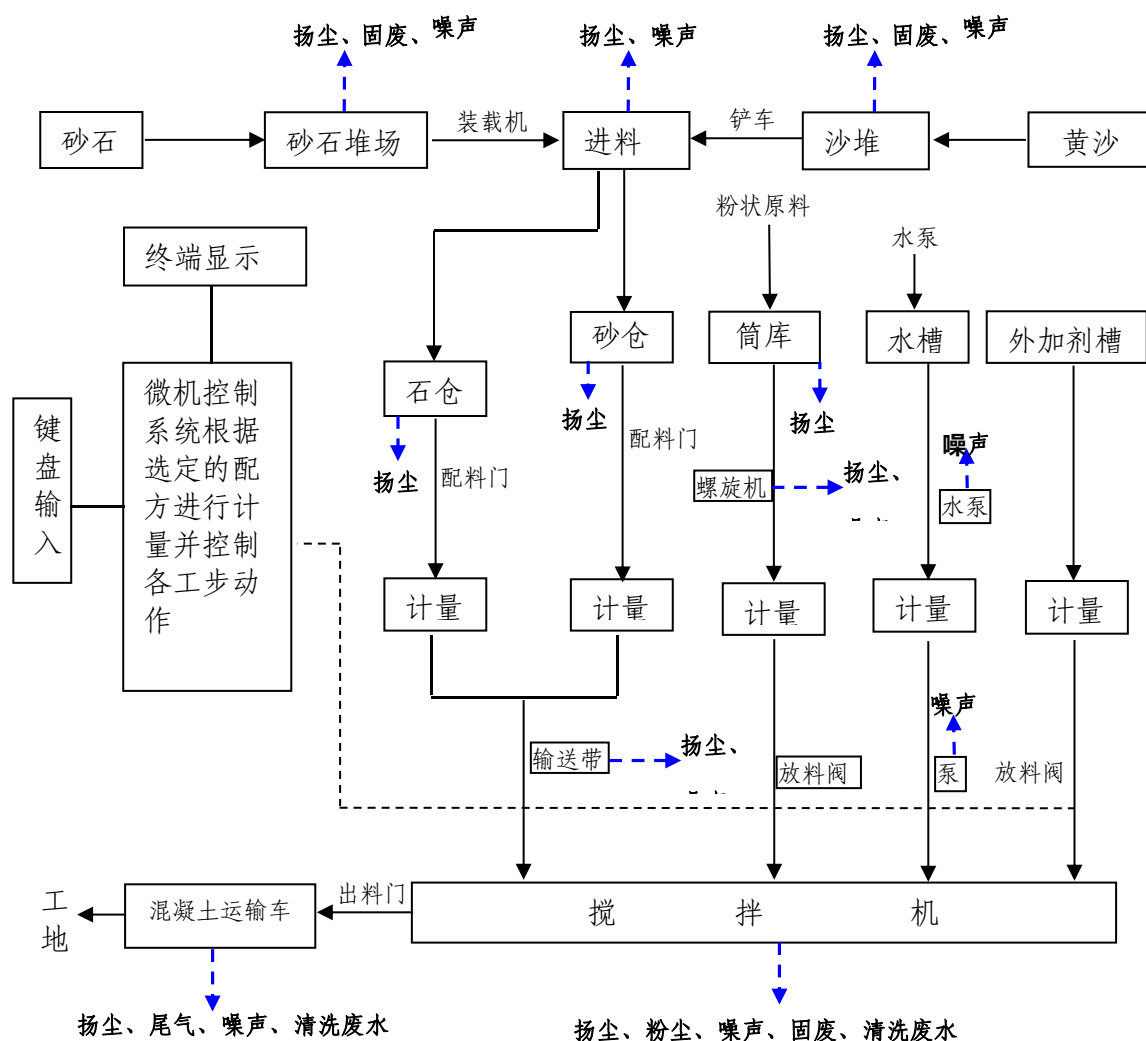 扬尘、固废、噪声
扬尘、噪声
扬尘、固废、噪声
砂石
砂石堆场
装载机
进料
铲车
沙堆
黄沙
粉状原料
水泵
终端显示
砂仓
筒库
水槽
外加剂槽
石仓
键
盘
输
入
微机控制
系统根据
选定的配
方进行计
量并控制
各工步动
作
扬尘
扬尘
扬尘
配料门
配料门
噪声
螺旋机
扬尘、
水泵
计量
计量
计量
计量
计量
噪声
输送带
扬尘、
放料阀
泵
放料阀
工
地
混凝土运输车
出料门
搅拌机
扬尘、尾气、噪声、清洗废水
扬尘、粉尘、噪声、固废、清洗废水